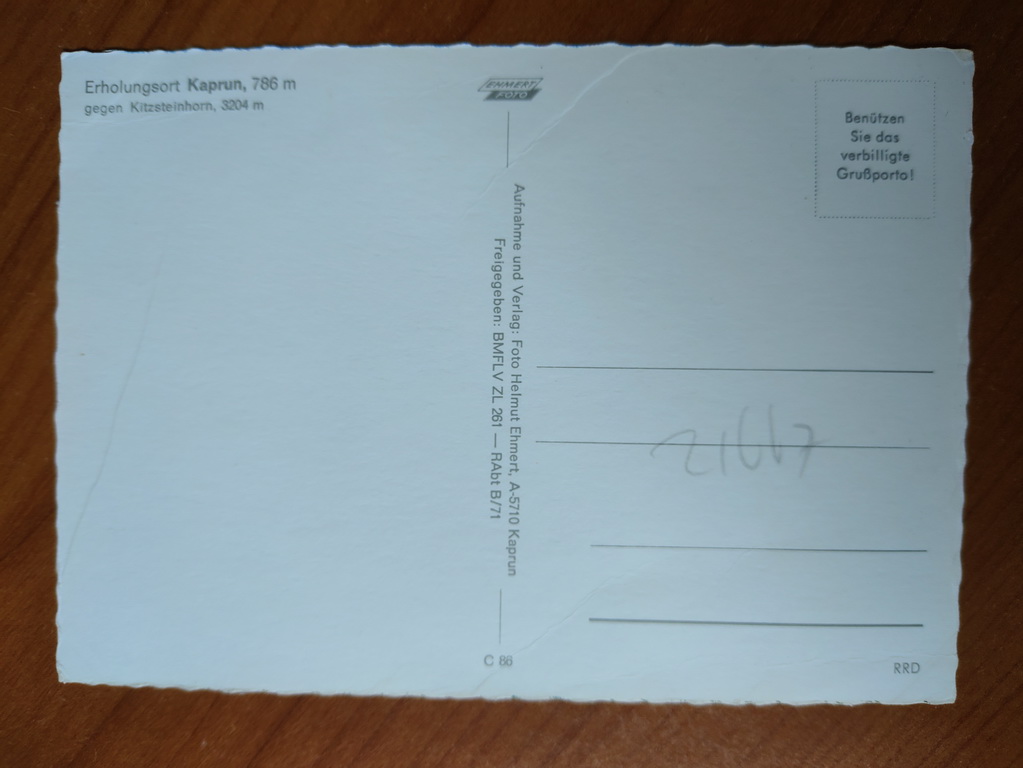 Erholungsort Kaprun, 786 m
gegen Kitzsteinhorn, 3204 m
EHMERT
FOTO
Benützen
Sie das
verbilligte
Grußporto!
Aufnahme und Verlag: Foto Helmut Ehmert, A-5710 Kaprun
Freigegeben: BMFLV ZL 261 — RAbt B/71
21667
C 86
RRD